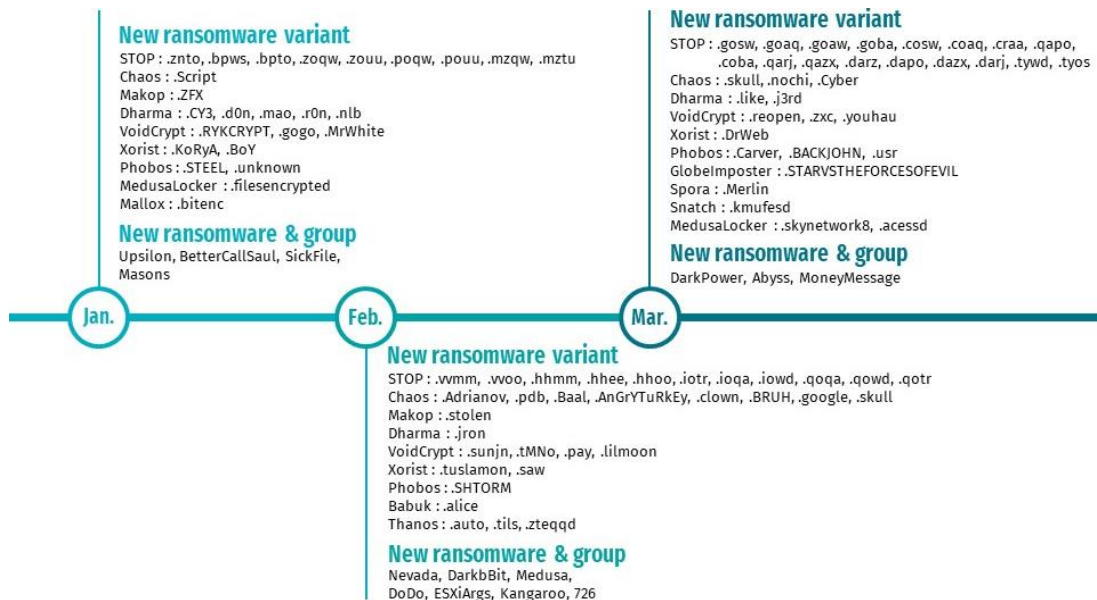 New ransomware variant
STOP : .znto, .bpws, .bpto, .zoqw, .zouu, .poqw, .pouu, .mzqw, .mztu
Chaos : .Script
Makop : .ZFX
Dharma : .CY3, .d0n, .mao, .r0n, .nlb
VoidCrypt : .RYKCRYPT, .gogo, .MrWhite
Xorist : .KoRyA, .BoY
Phobos : .STEEL, .unknown
MedusaLocker : .filesencrypted
Mallox : .bitenc
New ransomware & group
Upsilon, BetterCallSaul, SickFile,
Masons
Jan.
Feb.
New ransomware variant
STOP : .vvmm, .vvoo, .hhmm, .hhee, .hhoo, .iotr, .ioqa, .iowd, .qoqa, .qowd, .qotr
Chaos : .Adrianov, .pdb, .Baal, .AnGrYTuRkEy, .clown, .BRUH, .google, .skull
Makop : .stolen
Dharma : .jron
VoidCrypt : .sunjn, .tMNo, .pay, .lilmoon
Xorist : .tuslamon, .saw
Phobos : .SHTORM
Babuk : .alice
Thanos : .auto, .tils, .zteqqd
New ransomware & group
Nevada, DarkbBit, Medusa,
DoDo, ESXiArgs, Kangaroo, 726
New ransomware variant
STOP : .gosw, .goaq, .goaw, .goba, .cosw, .coaq, .craa, .qapo,
.coba, .qarj, .qazx, .darz, .dapo, .dazx, .darj, .tywd, .tyos
Chaos : .skull, .nochi, .Cyber
Dharma : .like, .j3rd
VoidCrypt : .reopen, .zxc, .youhau
Xorist : .DrWeb
Phobos : .Carver, .BACKJOHN, .usr
GlobeImposter : .STARVSTHEFORCESOFEVIL
Spora : .Merlin
Snatch : .kmufesd
MedusaLocker : .skynetwork8, .acessd
New ransomware & group
DarkPower, Abyss, MoneyMessage
Mar.